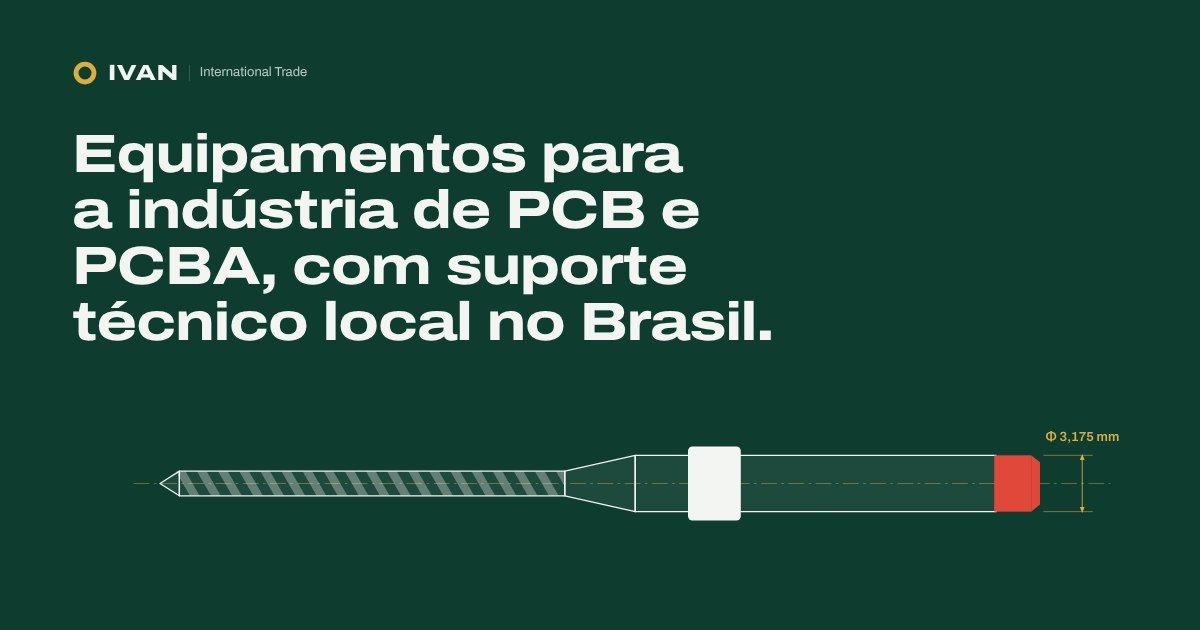 IVAN International Trade
Equipamentos para
a indústria de PCB e
PCBA, com suporte
técnico local no Brasil.
Φ 3,175 mm